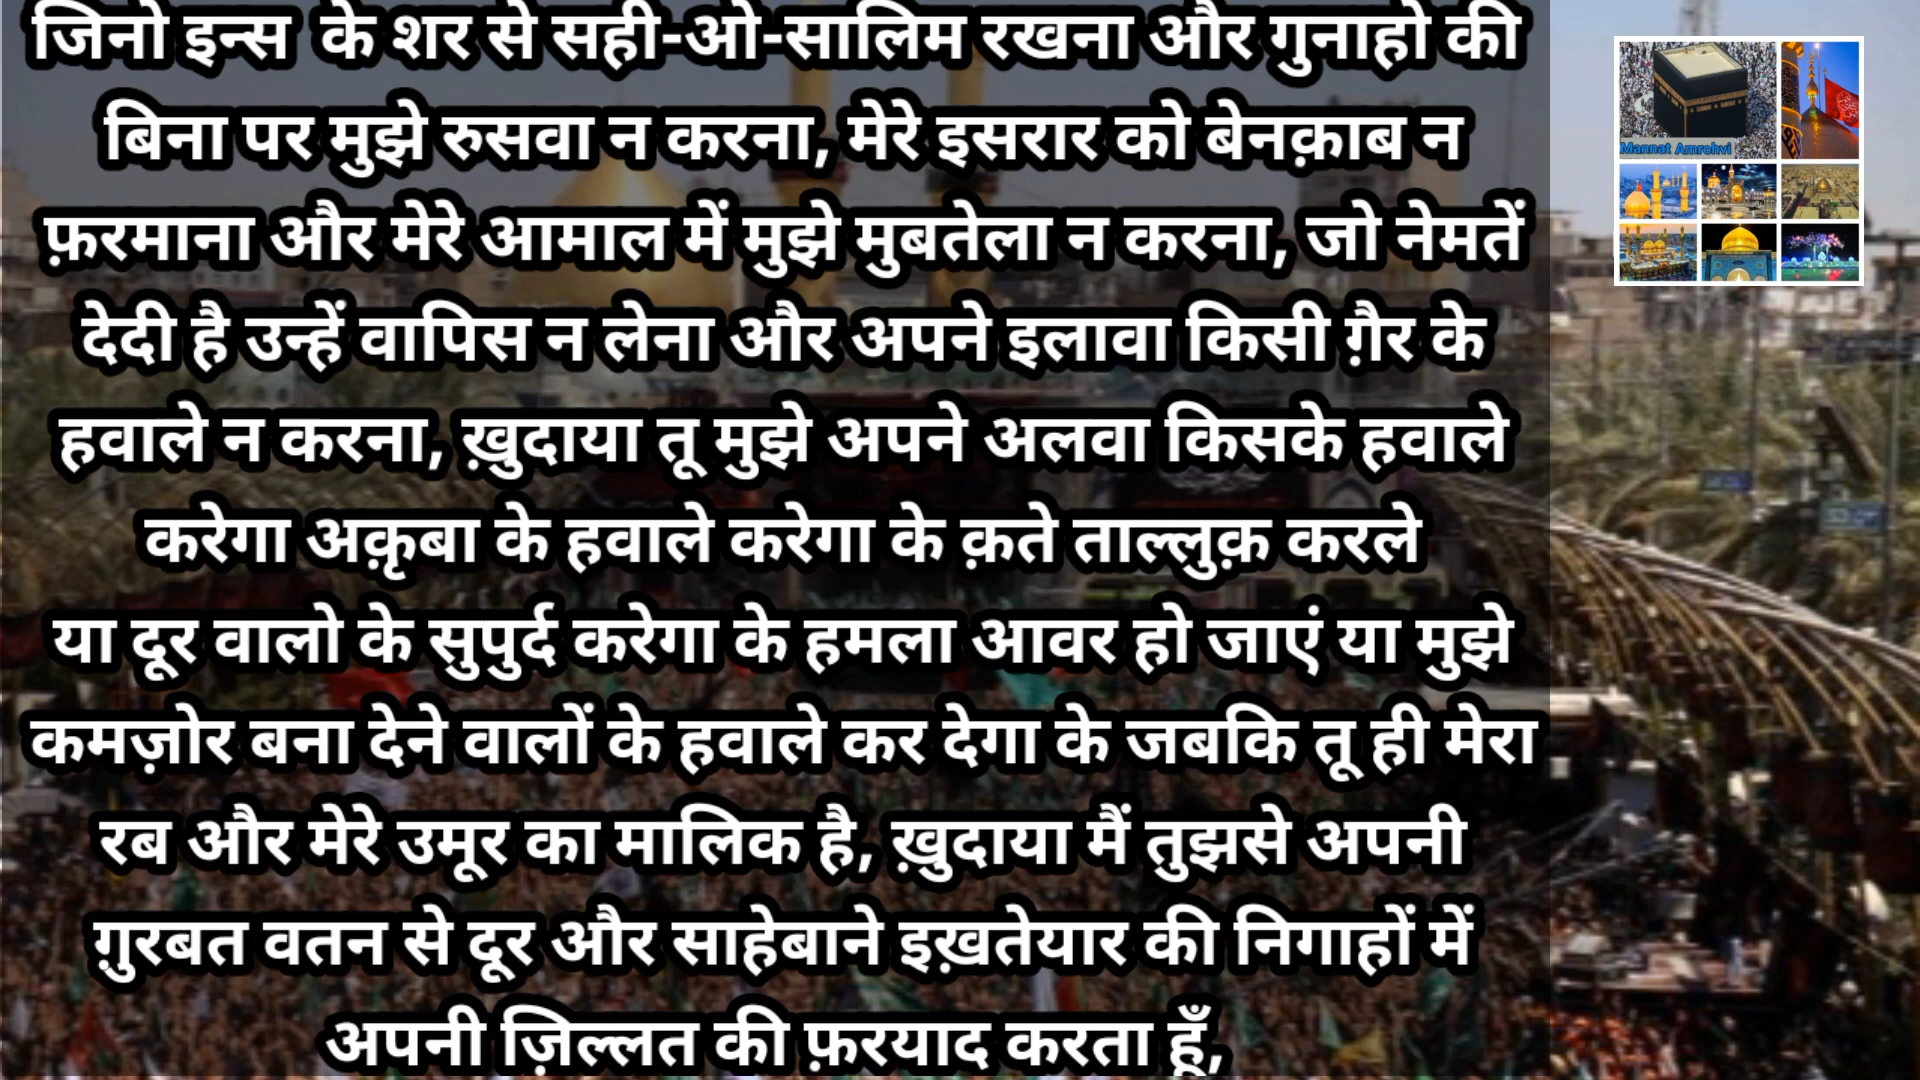 जिनो इन्स के शर से सही-ओ-सालिम रखना और गुनाहो की
बिना पर मुझे रुसवा न करना, मेरे इसरार को बेनक़ाब न
फ़रमाना और मेरे आमाल में मुझे मुबतेला न करना, जो नेमतें
देदी है उन्हें वापिस न लेना और अपने इलावा किसी ग़ैर के
हवाले न करना, ख़ुदाया तू मुझे अपने अलवा किसके हवाले
करेगा अक़ृबा के हवाले करेगा के क़ते ताल्लुक़ करले
या दूर वालो के सुपुर्द करेगा के हमला आवर हो जाएं या मुझे
कमज़ोर बना देने वालों के हवाले कर देगा के जबकि तू ही मेरा
रब और मेरे उमूर का मालिक है, ख़ुदाया मैं तुझसे अपनी
ग़ुरबत वतन से दूर और साहेबाने इख़तेयार की निगाहों में
अपनी ज़िल्लत की फ़रयाद करता हूँ,
Mannat Amrohvi